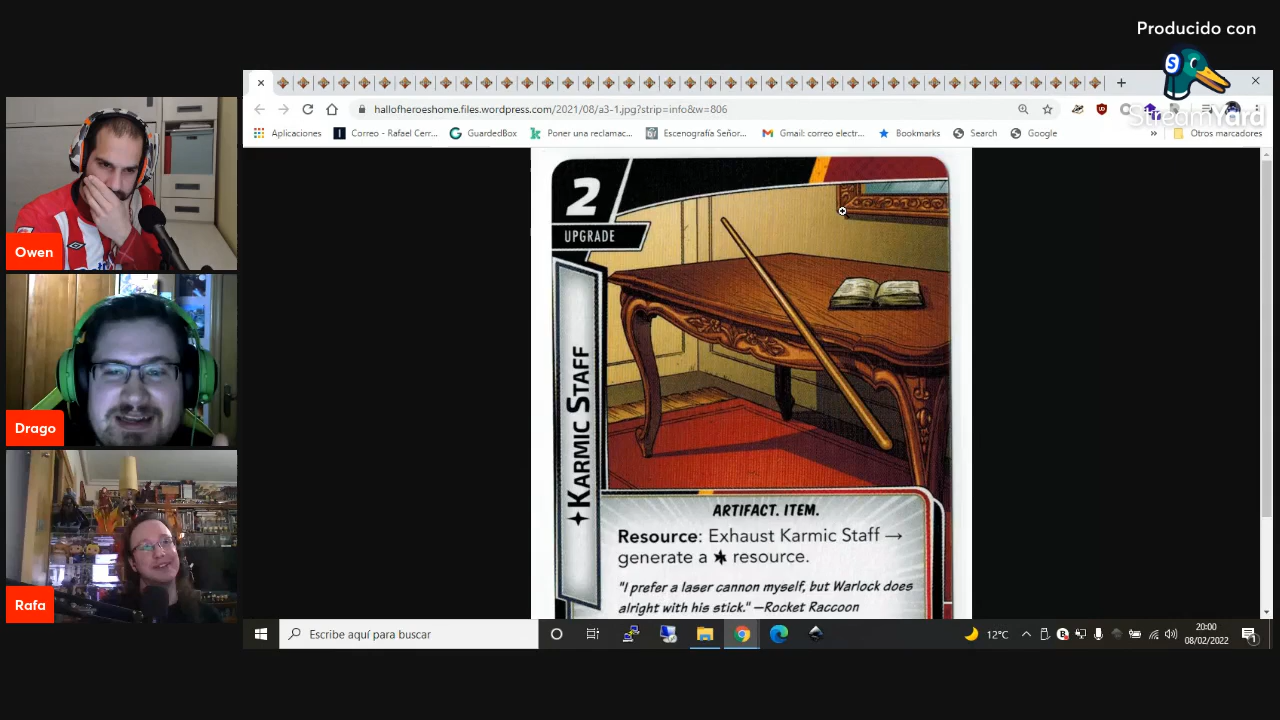 Producido con
StreamYard
hallofheroeshome.files.wordpress.com/2021/08/a3-1.jpg?strip=info&w=806
Aplicaciones
Correo - Rafael Cerr...
GuardedBox
Poner una reclamac...
Escenografía Señor...
Gmail: correo electr...
Bookmarks
Search
Google
»
Otros marcadores
Owen
Drago
Rafa
2
UPGRADE
KARMIC STAFF
ARTIFACT. ITEM.
Resource: Exhaust Karmic Staff →
generate a resource.
"I prefer a laser cannon myself, but Warlock does
alright with his stick." —Rocket Raccoon
Escribe aquí para buscar
12°C
20:00
08/02/2022
1